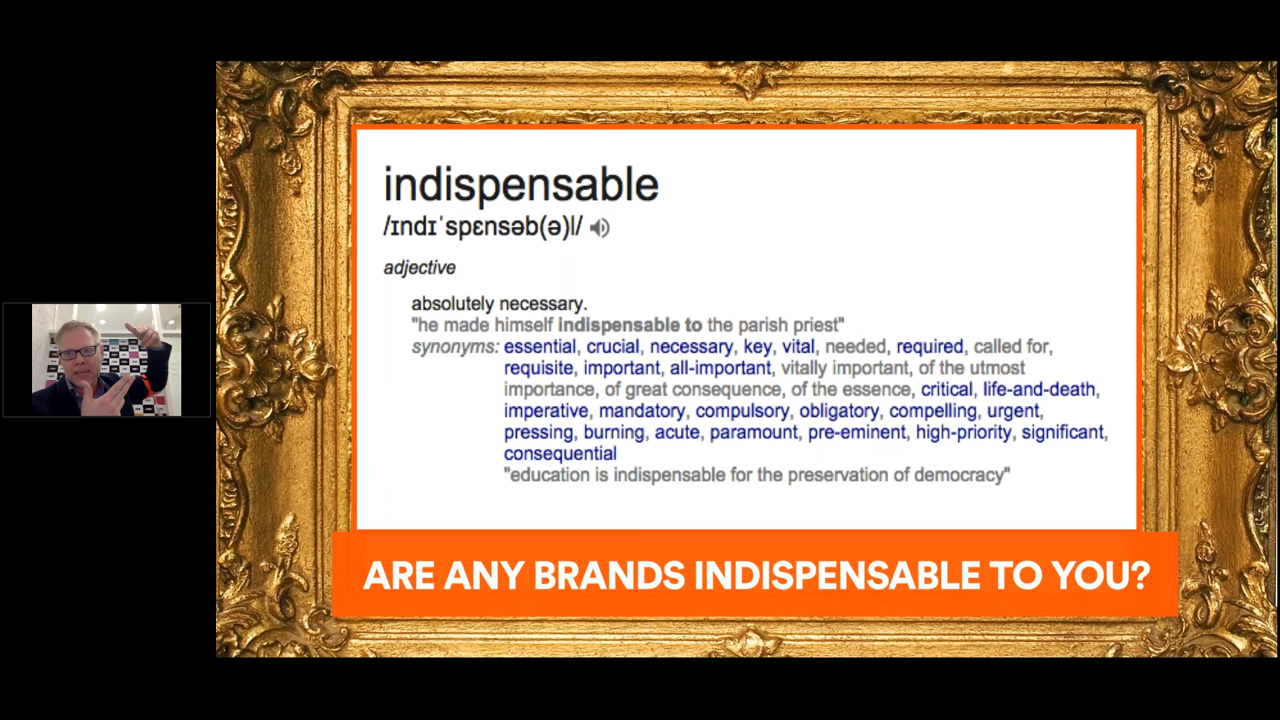 indispensable
/ɪndɪˈspɛnsəb(ə)l/
adjective
absolutely necessary.
"he made himself indispensable to the parish priest"
synonyms: essential, crucial, necessary, key, vital, needed, required, called for,
requisite, important, all-important, vitally important, of the utmost
importance, of great consequence, of the essence, critical, life-and-death,
imperative, mandatory, compulsory, obligatory, compelling, urgent,
pressing, burning, acute, paramount, pre-eminent, high-priority, significant,
consequential
"education is indispensable for the preservation of democracy"
ARE ANY BRANDS INDISPENSABLE TO YOU?